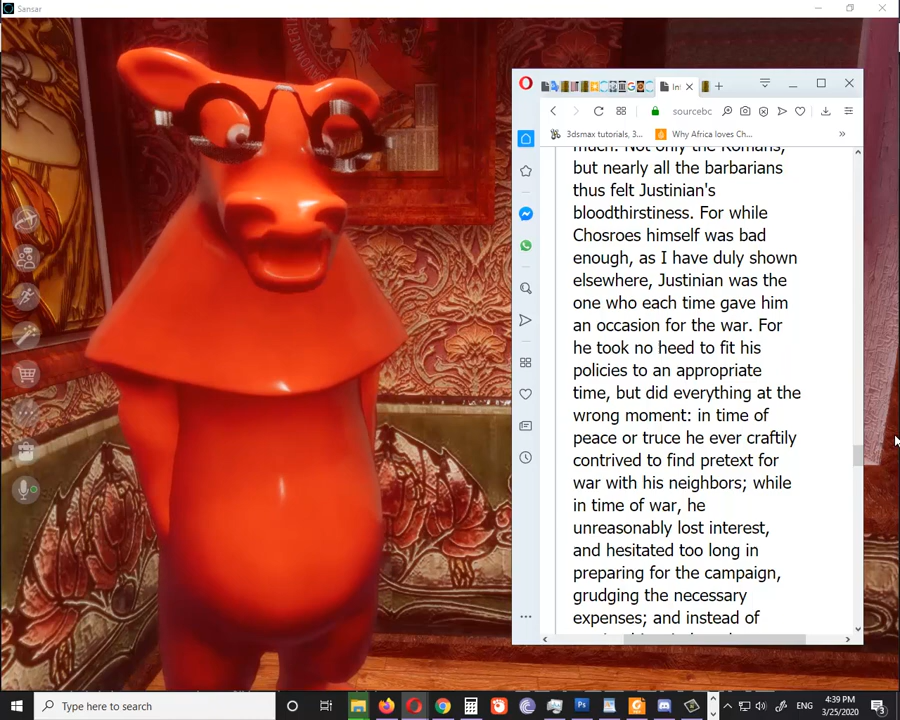 Sansar
In
sourcebc
3dsmax tutorials, 3...
Why Africa loves Ch...
much. Not only the Romans,
but nearly all the barbarians
thus felt Justinian's
bloodthirstiness. For while
Chosroes himself was bad
enough, as I have duly shown
elsewhere, Justinian was the
one who each time gave him
an occasion for the war. For
he took no heed to fit his
policies to an appropriate
time, but did everything at the
wrong moment: in time of
peace or truce he ever craftily
contrived to find pretext for
war with his neighbors; while
in time of war, he
unreasonably lost interest,
and hesitated too long in
preparing for the campaign,
grudging the necessary
expenses; and instead of
Type here to search
4:39 PM
3/25/2020
3